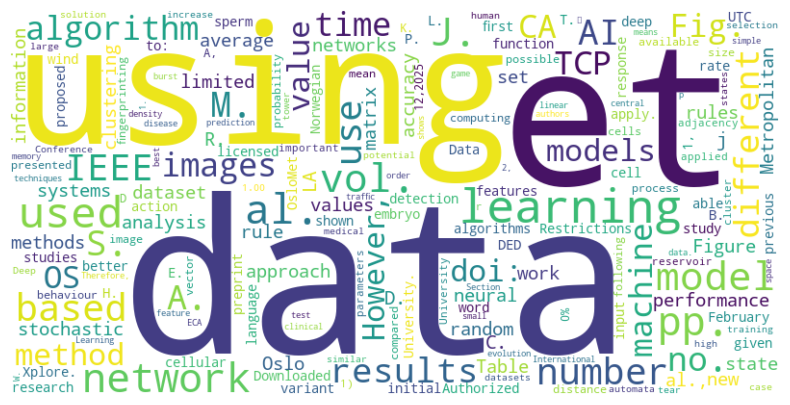 using
et
data
algorithm
time
value
J.
CA
Fig.
AI
TCP
M.
use
networks
IEEE
images
vol.
models
different
learning
used
S.
al.
OS
A.
based
method
network
stochastic
However,
doi:
machine
model
pp.
no.
results
number
information
clustering
wind
proposed
fingerprinting
solution
increase
sperm
average
to:
limited
R.
licensed
systems
dataset
action
analysis
methods
studies
image
better
rule
values
shown
approach
preprint
language
D.
matrix
accuracy
Norwegian
OsloMet
LA
probability
mean
tower
function
first
possible
set
human
deep
available
UTC
selection
response
size
simple
rate
means
game
linear
authors
central
states
computing
Data
12,2025
rules
apply.
adjacency
Metropolitan
applied
cells
cell
process
able
B.
study
previous
Figure
cluster
features
detection
embryo
algorithms
Restrictions
DED
work
neural
word
performance
reservoir
February
given
state
training
new
al.,
input
following
random
C.
Table
Oslo
Downloaded
variant
initial
Authorized
University
University.
International
evolution
automata
distance
datasets
tear
case
high
space
data.
cellular
research
Xplore.
behaviour
Deep
Therefore,
feature
vector
ECA
Learning
test
clinical
similar
compared
parameters
medical
traffic
potential
order
important
presented
Conference
memory
techniques
best
prediction
disease
density
burst
large
1.00
0%
Section
small